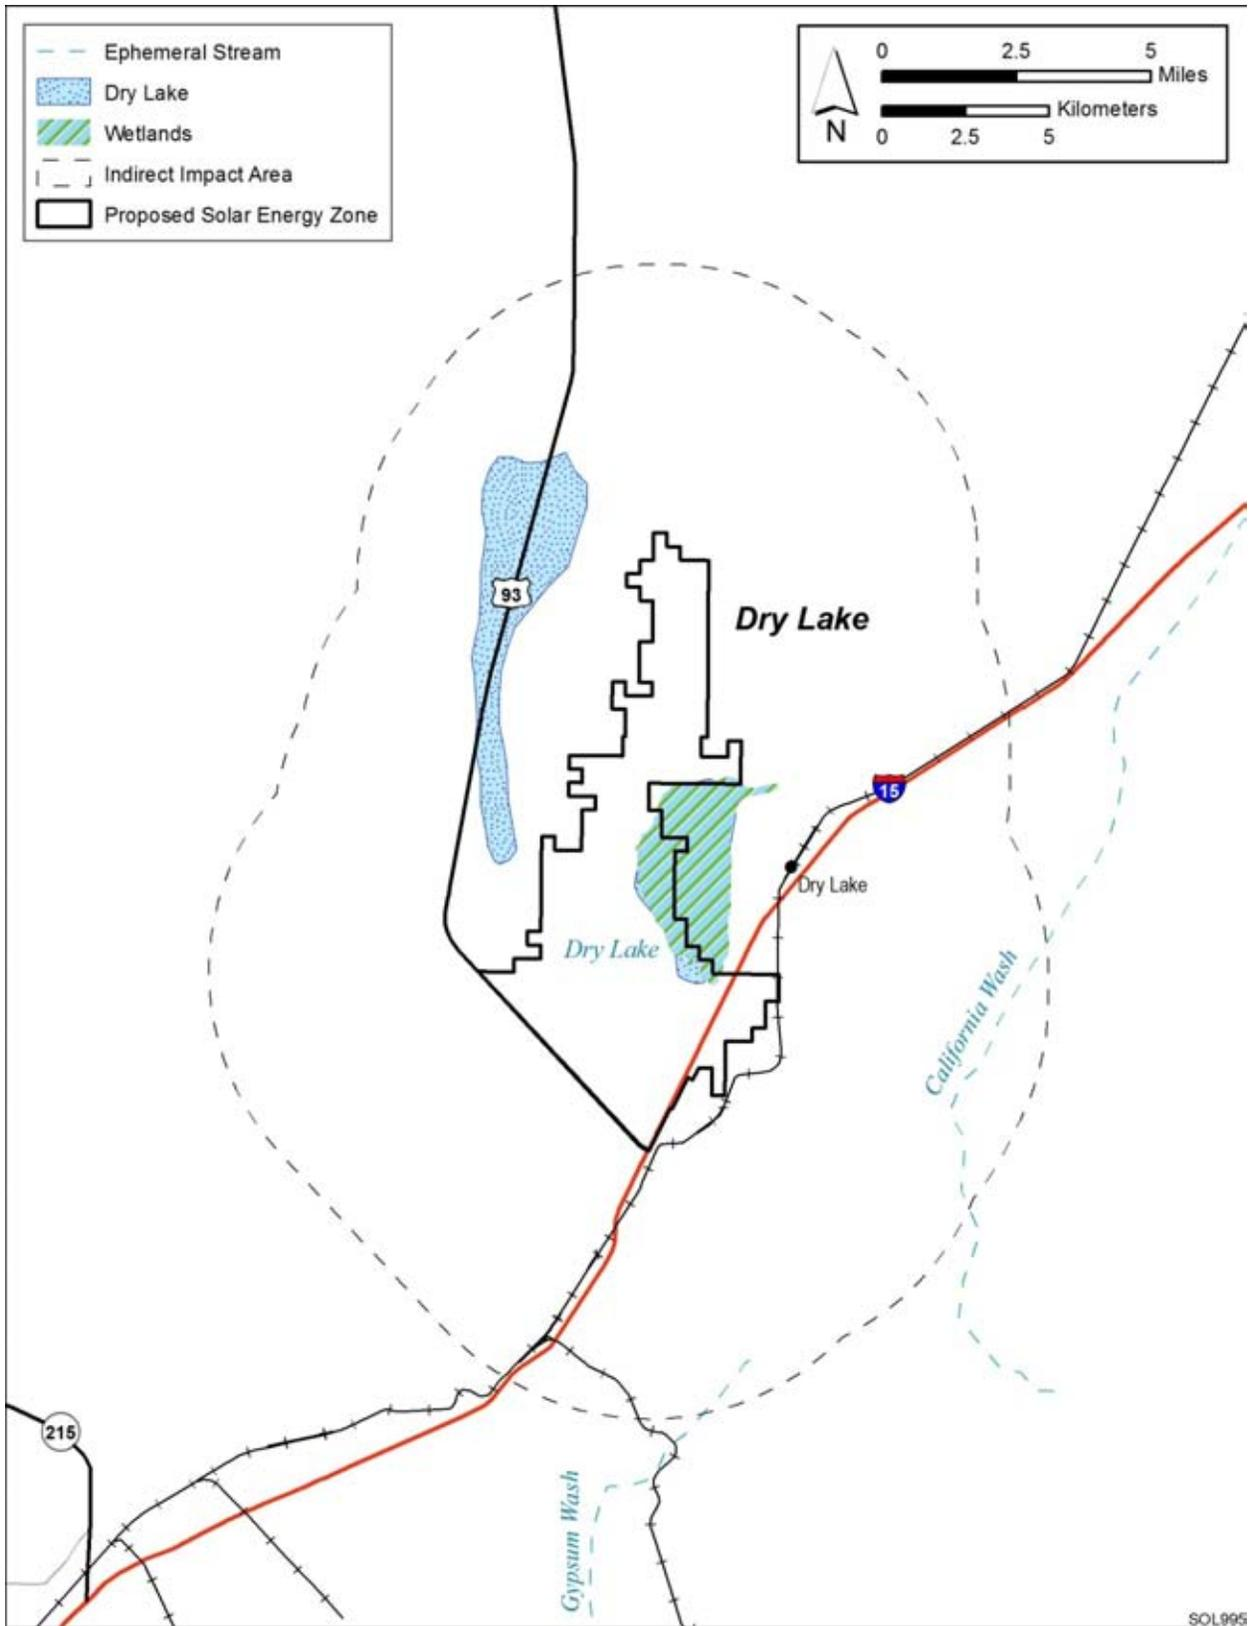 Ephemeral Stream
Dry Lake
Wetlands
Indirect Impact Area
Proposed Solar Energy Zone
0 2.5 5
Miles
Kilometers
0 2.5 5
N
93
Dry Lake
15
Dry Lake
Dry Lake
California Wash
215
Gypsum Wash
SOL995